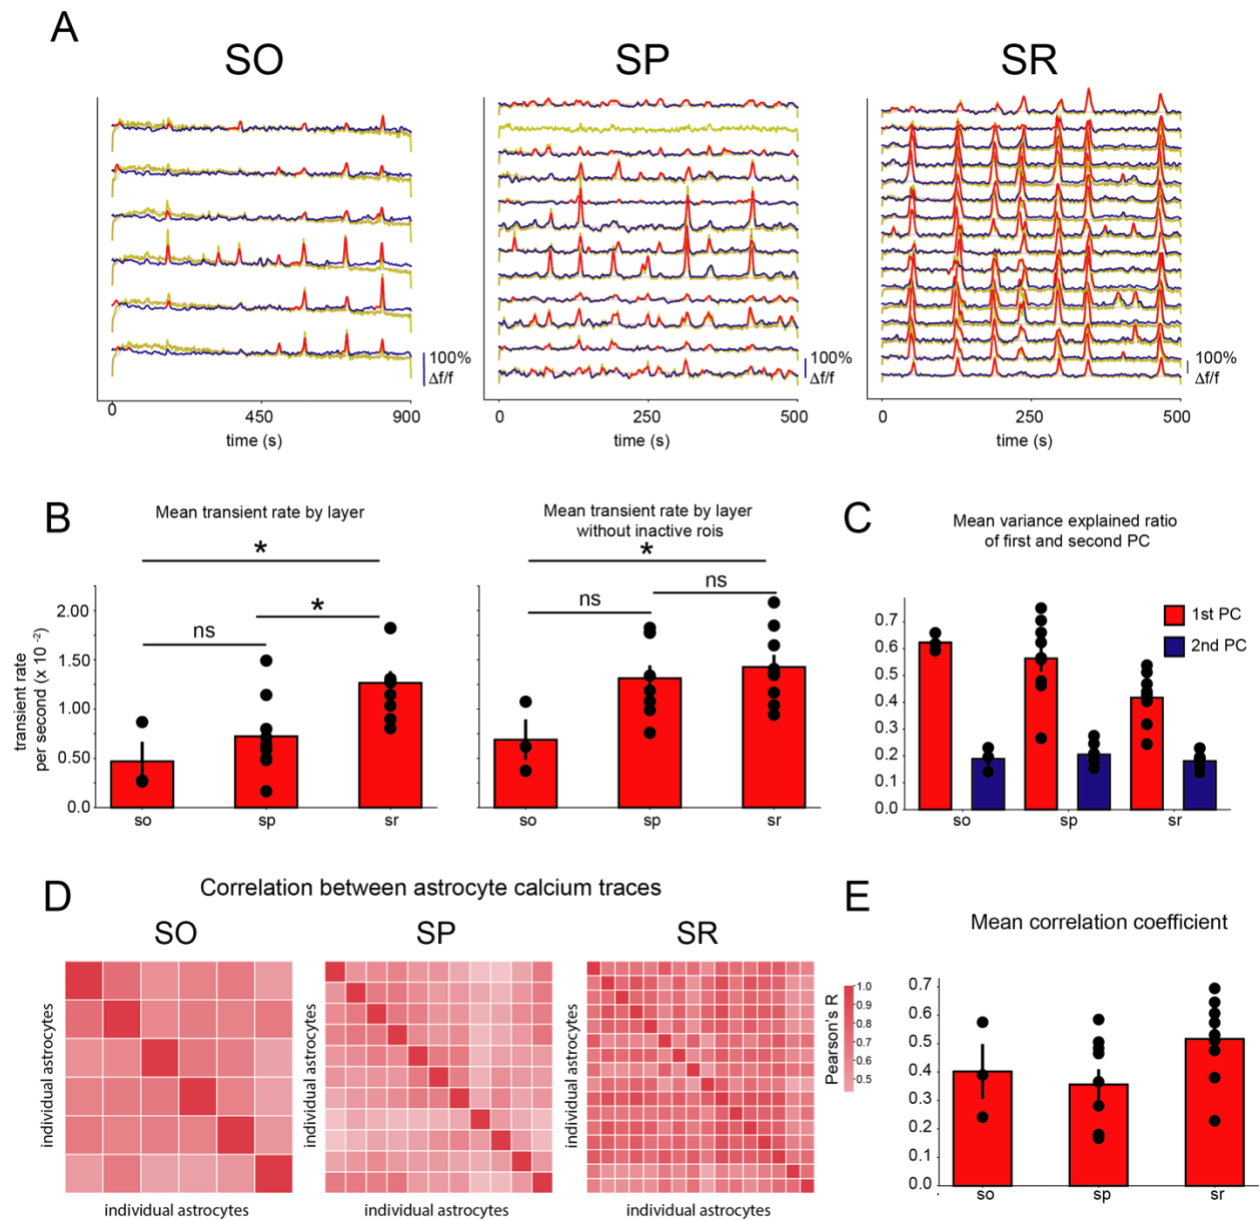 A
SO
SP
SR
100%
Δf/f
0
450
900
time (s)
100%
Δf/f
0
250
500
time (s)
100%
Δf/f
0
250
500
time (s)
B
Mean transient rate by layer
*
*
ns
transient rate
per second (x 10 -2)
2.00
1.50
1.00
0.50
0.0
so
sp
sr
Mean transient rate by layer
without inactive rois
*
ns
ns
so
sp
sr
C
Mean variance explained ratio
of first and second PC
1st PC
2nd PC
0.7
0.6
0.5
0.4
0.3
0.2
0.1
0.0
so
sp
sr
D
Correlation between astrocyte calcium traces
SO
SP
SR
individual astrocytes
individual astrocytes
individual astrocytes
individual astrocytes
individual astrocytes
individual astrocytes
Pearson's R
1.0
0.9
0.8
0.7
0.6
0.5
E
Mean correlation coefficient
0.7
0.6
0.5
0.4
0.3
0.2
0.1
0.0
so
sp
sr